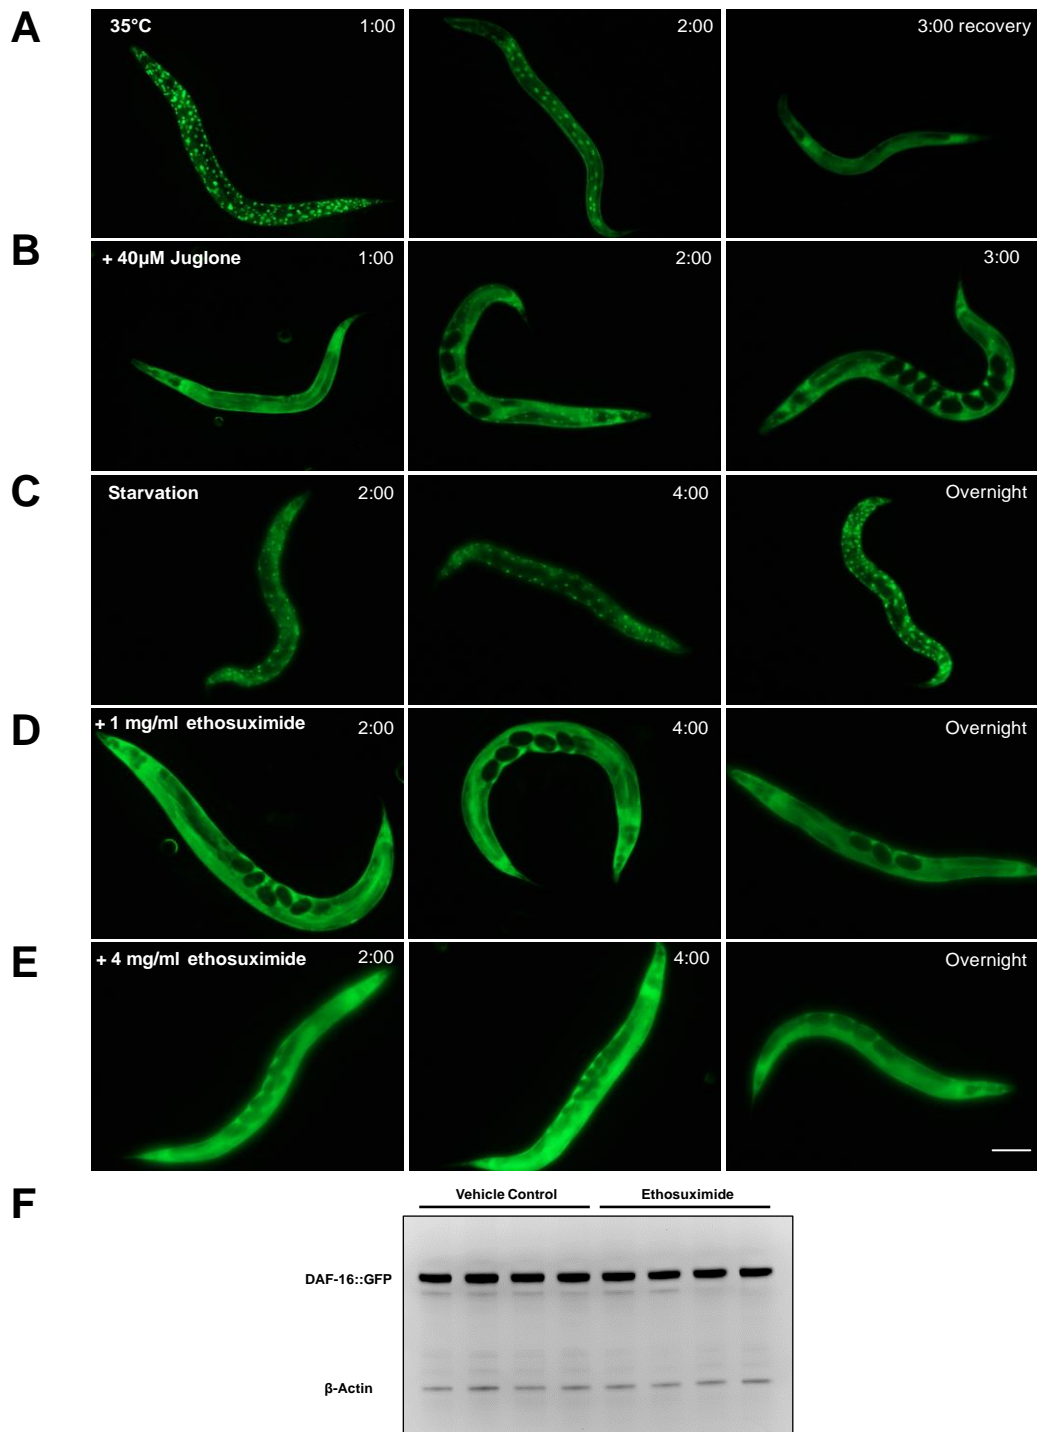 A
35°C 1:00
2:00
3:00 recovery
B
+ 40µM Juglone 1:00
2:00
3:00
C
Starvation 2:00
4:00
Overnight
D
+ 1 mg/ml ethosuximide 2:00
4:00
Overnight
E
+ 4 mg/ml ethosuximide 2:00
4:00
Overnight
F
Vehicle Control Ethosuximide
DAF-16::GFP
β-Actin